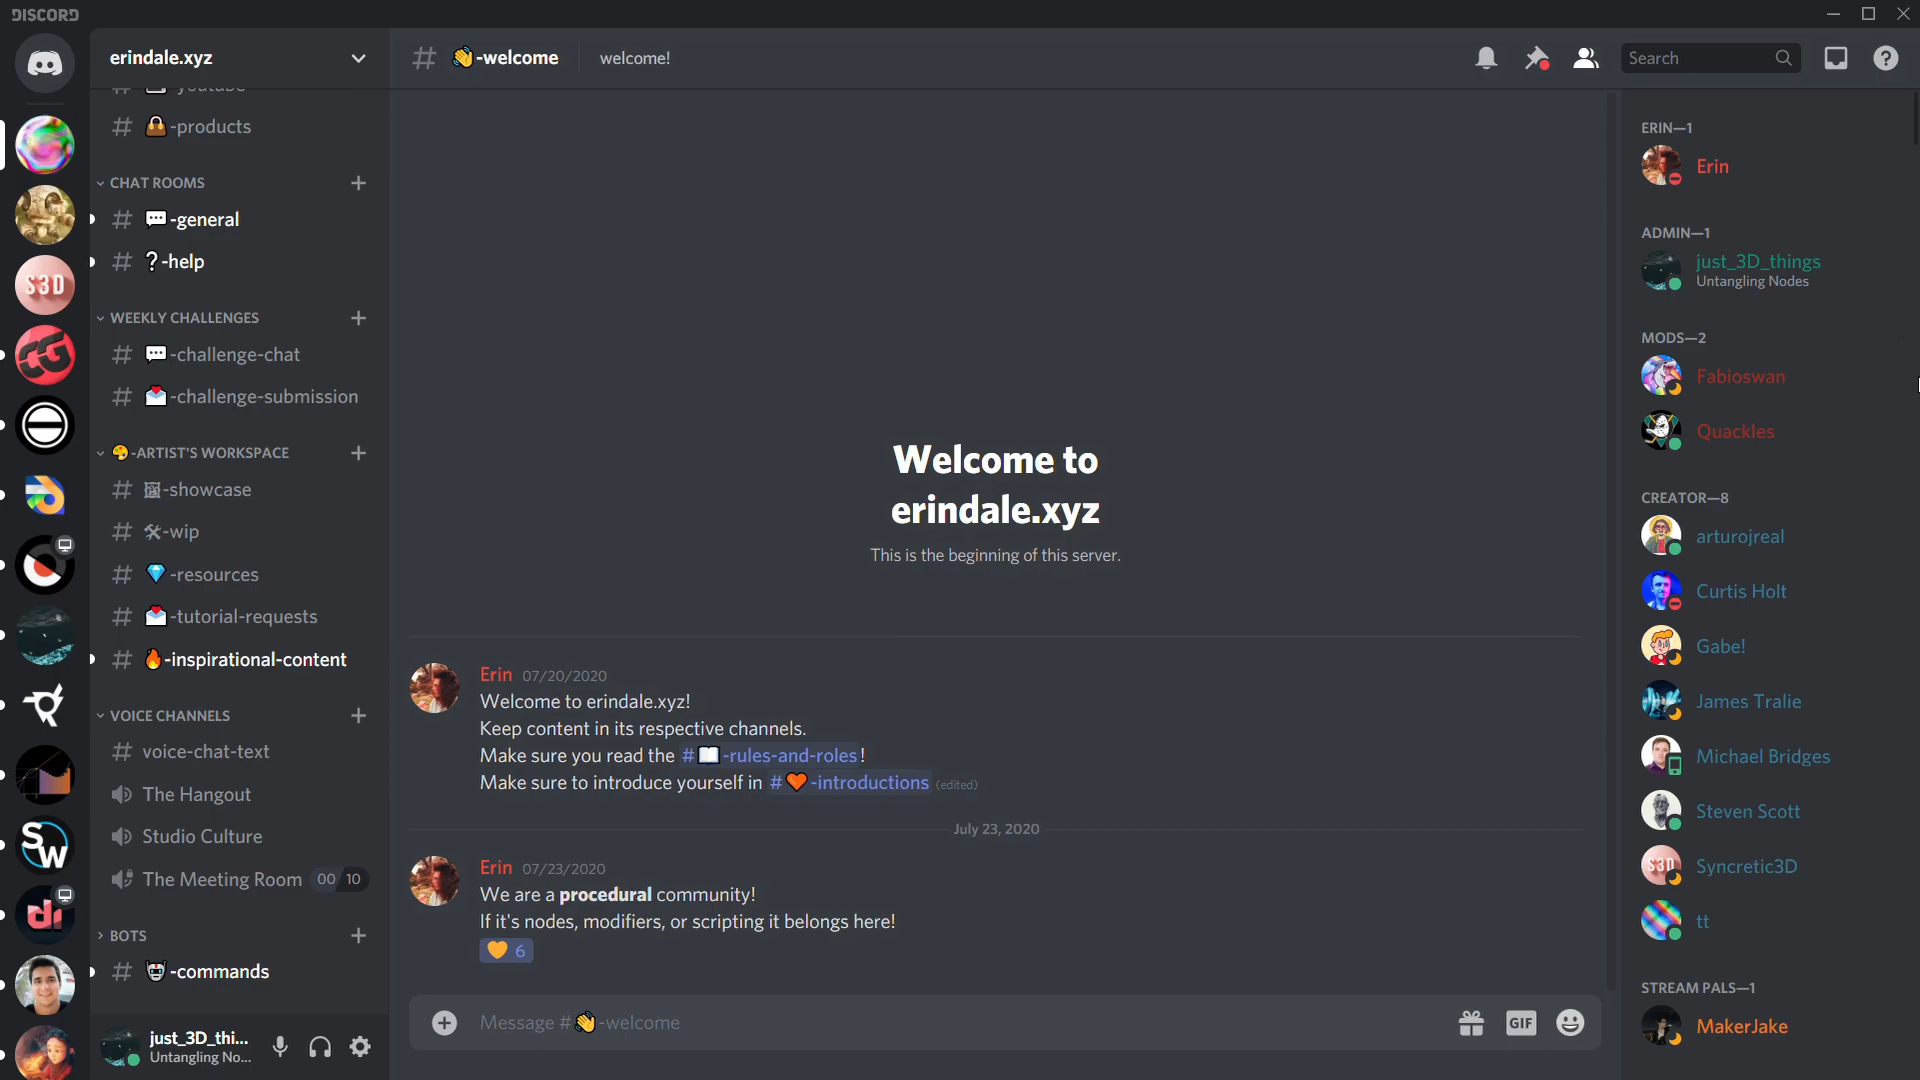 DISCORD
erindale.xyz
-youtube
-products
CHAT ROOMS
-general
?-help
WEEKLY CHALLENGES
-challenge-chat
-challenge-submission
-ARTIST'S WORKSPACE
-showcase
-wip
-resources
-tutorial-requests
-inspirational-content
VOICE CHANNELS
voice-chat-text
The Hangout
Studio Culture
The Meeting Room 00 10
BOTS
-commands
just_3D_thi...
Untangling No...
S3D
CG
SW
di
# 👋-welcome welcome!
Search
Welcome to
erindale.xyz
This is the beginning of this server.
Erin 07/20/2020
Welcome to erindale.xyz!
Keep content in its respective channels.
Make sure you read the #📖-rules-and-roles!
Make sure to introduce yourself in #🧡-introductions (edited)
July 23, 2020
Erin 07/23/2020
We are a procedural community!
If it's nodes, modifiers, or scripting it belongs here!
🧡 6
Message #👋-welcome
GIF
ERIN—1
Erin
ADMIN—1
just_3D_things
Untangling Nodes
MODS—2
Fabioswan
Quackles
CREATOR—8
arturojreal
Curtis Holt
Gabe!
James Tralie
Michael Bridges
Steven Scott
S3D
Syncretic3D
tt
STREAM PALS—1
MakerJake